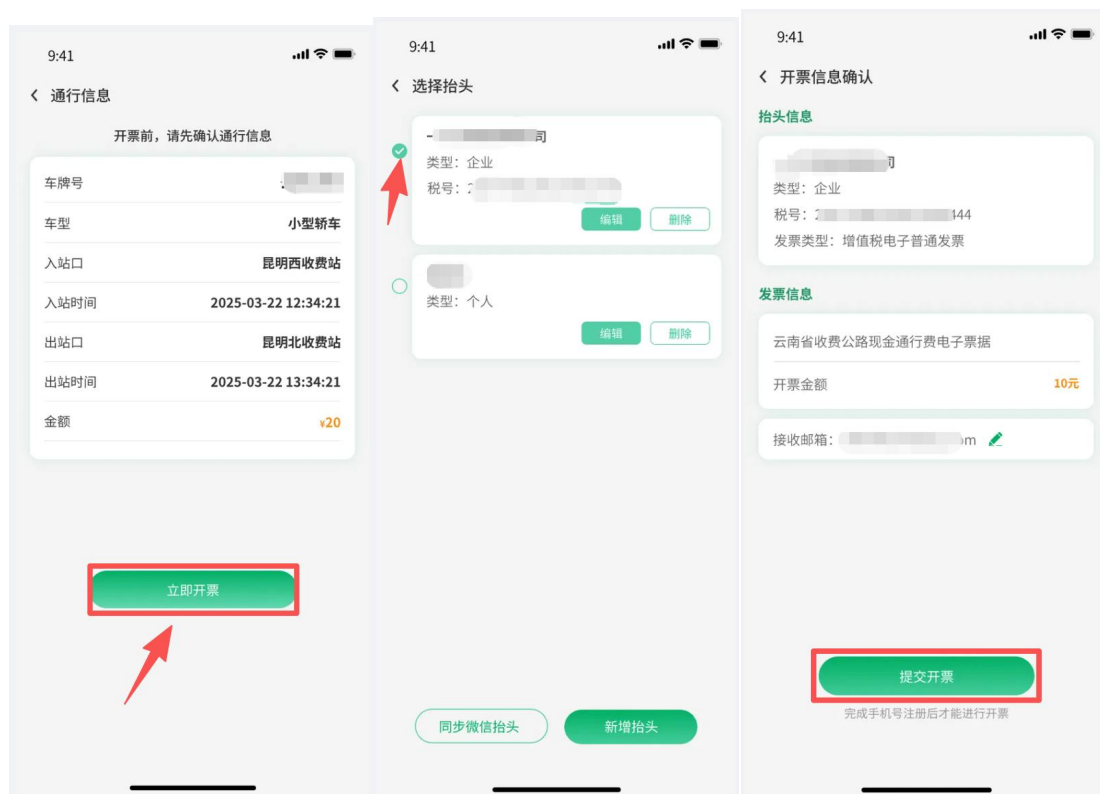 9:41
通行信息
开票前，请先确认通行信息
车牌号
车型 小型轿车
入站口 昆明西收费站
入站时间 2025-03-22 12:34:21
出站口 昆明北收费站
出站时间 2025-03-22 13:34:21
金额 ¥20
立即开票
9:41
选择抬头
司
类型：企业
税号：2
编辑 删除
类型：个人
编辑 删除
同步微信抬头 新增抬头
9:41
开票信息确认
抬头信息
类型：企业
税号：2 444
发票类型：增值税电子普通发票
发票信息
云南省收费公路现金通行费电子票据
开票金额 10元
接收邮箱： om
提交开票
完成手机号注册后才能进行开票